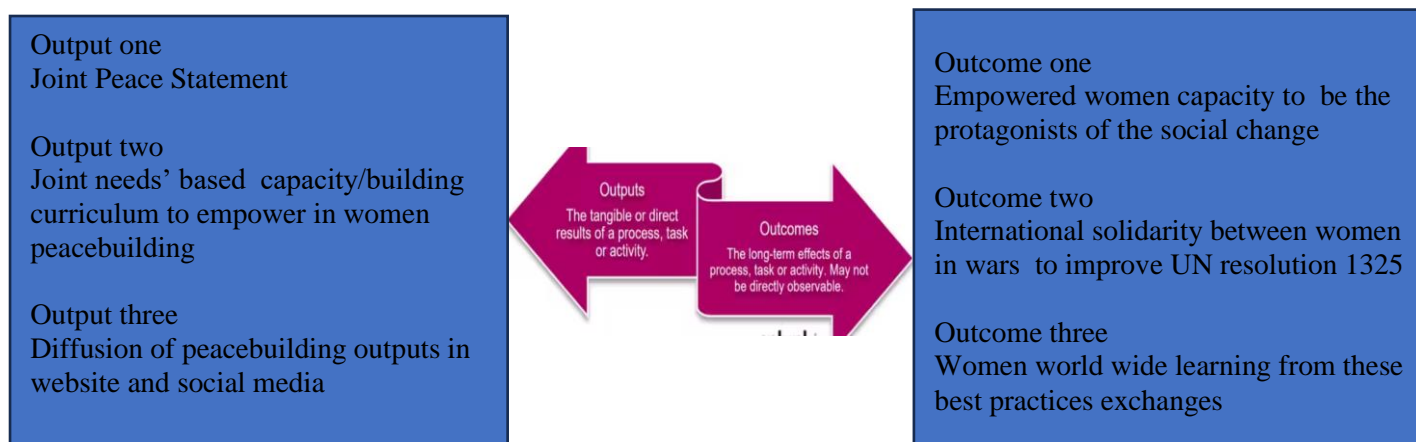 Output one
Joint Peace Statement
Output two
Joint needs’ based capacity/building
curriculum to empower in women
peacebuilding
Output three
Diffusion of peacebuilding outputs in
website and social media
Outputs
The tangible or direct
results of a process, task
or activity.
Outcomes
The long-term effects of a
process, task or activity. May not
be directly observable.
Outcome one
Empowered women capacity to be the
protagonists of the social change
Outcome two
International solidarity between women
in wars to improve UN resolution 1325
Outcome three
Women world wide learning from these
best practices exchanges